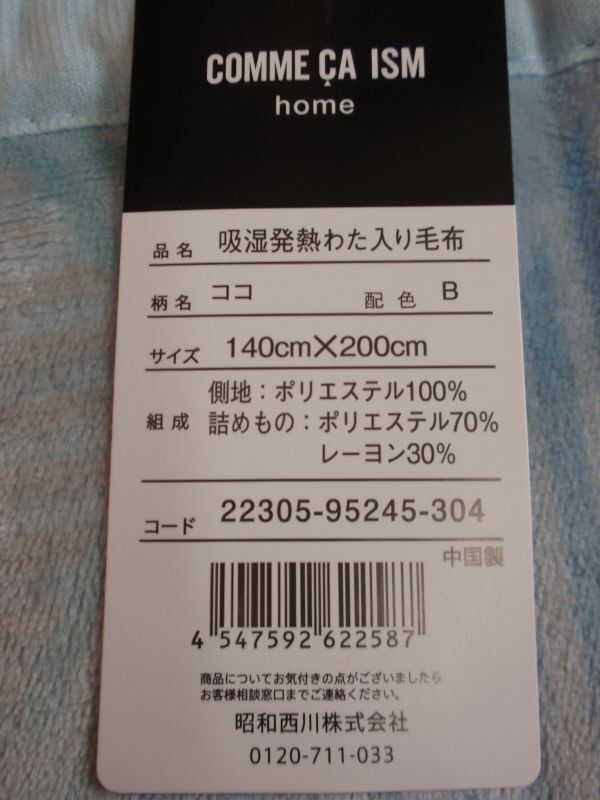 COMME ÇA ISM
home
品名 吸湿発熱わた入り毛布
柄名 ココ 配色 B
サイズ 140cm×200cm
側地：ポリエステル100%
組成 詰めもの：ポリエステル70%
レーヨン30%
コード 22305-95245-304
中国製
4 547592 622587
商品についてお気付きの点がございましたら
お客様相談窓口までご連絡ください。
昭和西川株式会社
0120-711-033